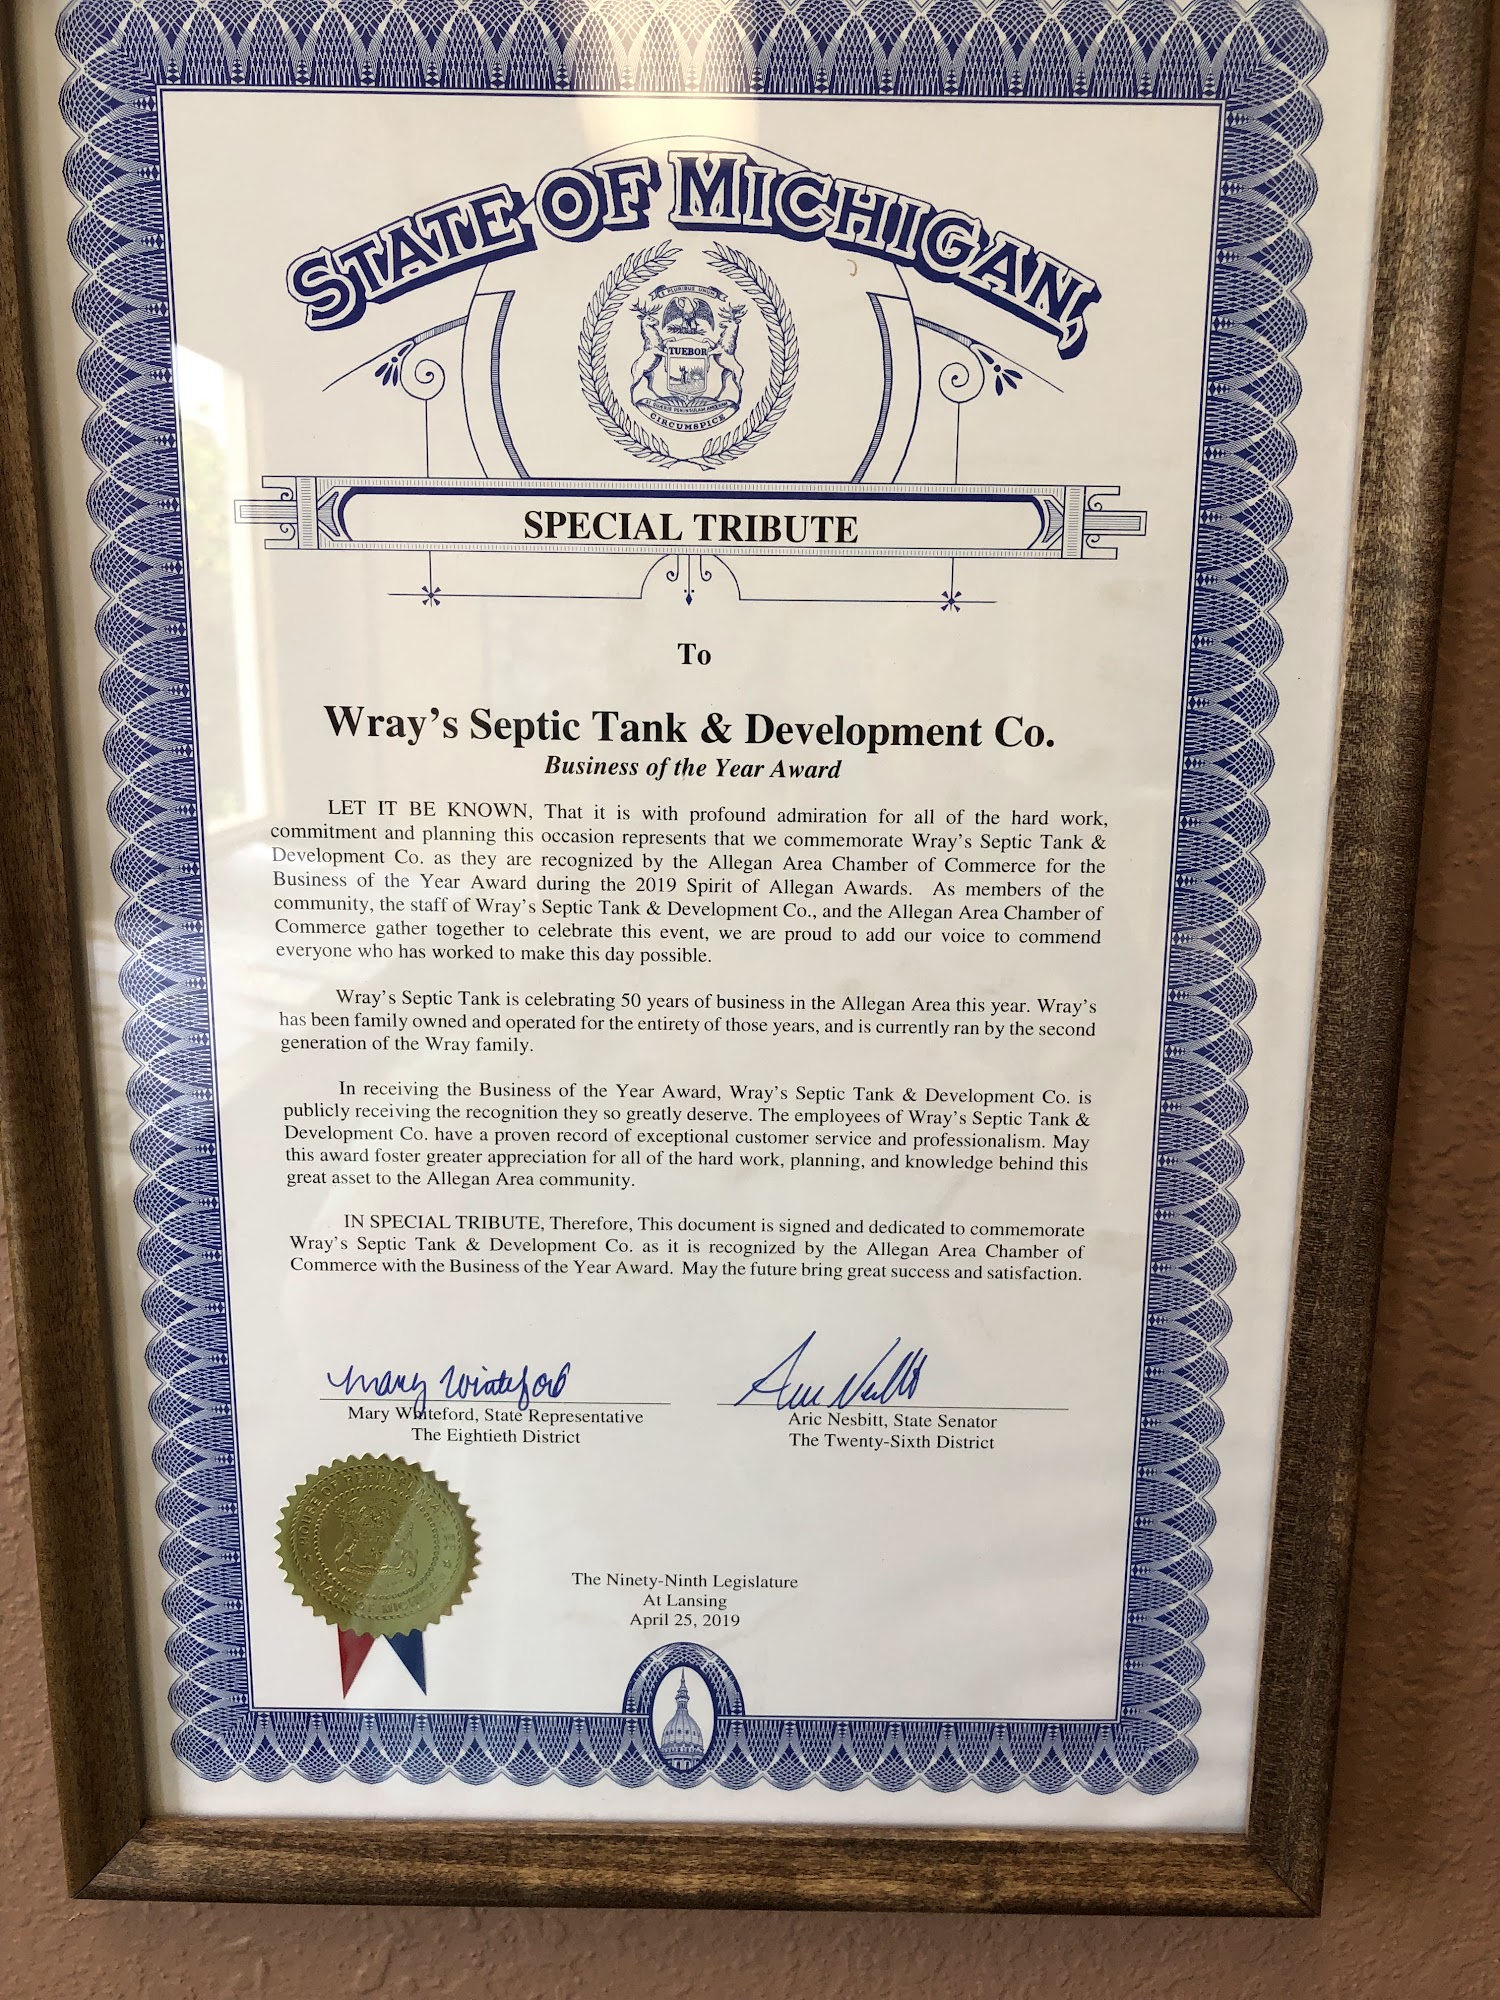 STATE OF MICHIGAN,
E PLURIBUS UNUM
TUEBOR
SI QUAERIS PENINSULAM AMOENAM
CIRCUMSPICE
SPECIAL TRIBUTE
To
Wray's Septic Tank & Development Co.
Business of the Year Award
LET IT BE KNOWN, That it is with profound admiration for all of the hard work,
commitment and planning this occasion represents that we commemorate Wray's Septic Tank &
Development Co. as they are recognized by the Allegan Area Chamber of Commerce for the
Business of the Year Award during the 2019 Spirit of Allegan Awards. As members of the
community, the staff of Wray's Septic Tank & Development Co., and the Allegan Area Chamber of
Commerce gather together to celebrate this event, we are proud to add our voice to commend
everyone who has worked to make this day possible.
Wray's Septic Tank is celebrating 50 years of business in the Allegan Area this year. Wray's
has been family owned and operated for the entirety of those years, and is currently ran by the second
generation of the Wray family.
In receiving the Business of the Year Award, Wray's Septic Tank & Development Co. is
publicly receiving the recognition they so greatly deserve. The employees of Wray's Septic Tank &
Development Co. have a proven record of exceptional customer service and professionalism. May
this award foster greater appreciation for all of the hard work, planning, and knowledge behind this
great asset to the Allegan Area community.
IN SPECIAL TRIBUTE, Therefore, This document is signed and dedicated to commemorate
Wray's Septic Tank & Development Co. as it is recognized by the Allegan Area Chamber of
Commerce with the Business of the Year Award. May the future bring great success and satisfaction.
Mary Whiteford Aric Nesbitt
Mary Whiteford, State Representative Aric Nesbitt, State Senator
The Eightieth District The Twenty-Sixth District
HOUSE OF REPRESENTATIVES
STATE OF MICHIGAN
The Ninety-Ninth Legislature
At Lansing
April 25, 2019